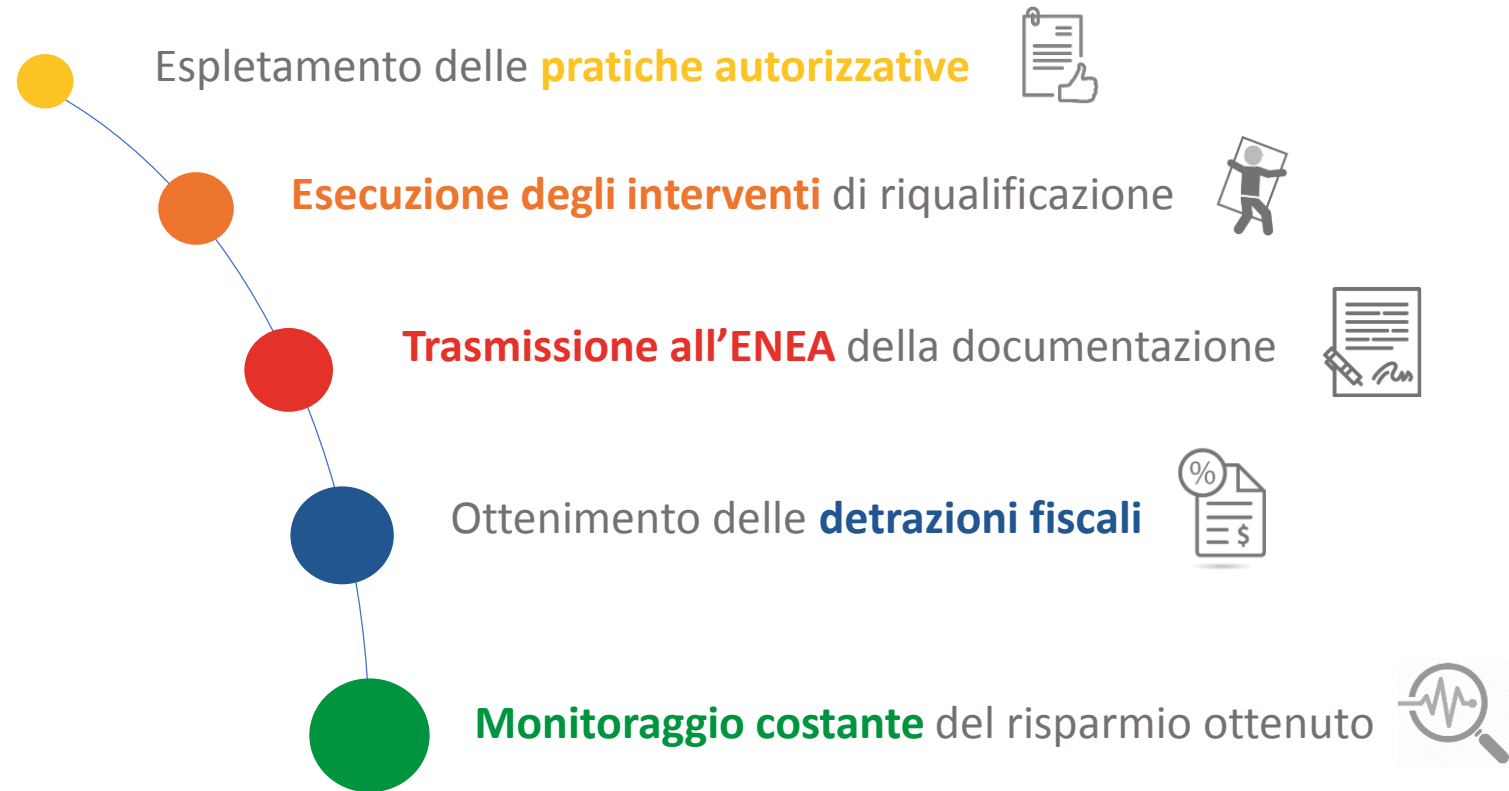 Espletamento delle pratiche autorizzative
Esecuzione degli interventi di riqualificazione
Trasmissione all’ENEA della documentazione
%
Ottenimento delle detrazioni fiscali
$
Monitoraggio costante del risparmio ottenuto